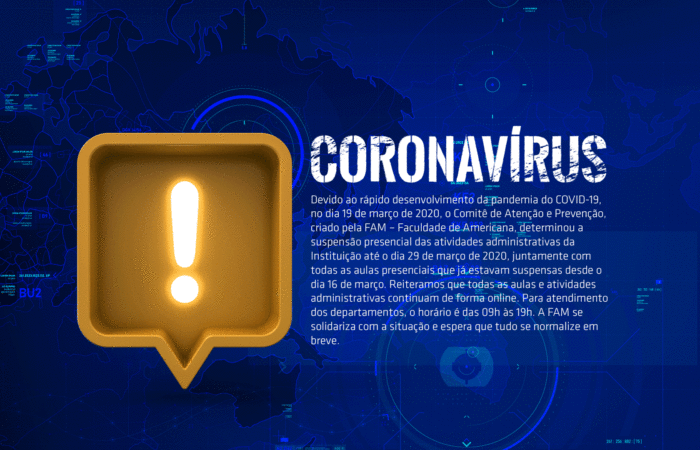 CORONAVÍRUS
Devido ao rápido desenvolvimento da pandemia do COVID-19,
no dia 19 de março de 2020, o Comitê de Atenção e Prevenção,
criado pela FAM – Faculdade de Americana, determinou a
suspensão presencial das atividades administrativas da
Instituição até o dia 29 de março de 2020, juntamente com
todas as aulas presenciais que já estavam suspensas desde o
dia 16 de março. Reiteramos que todas as aulas e atividades
administrativas continuam de forma online. Para atendimento
dos departamentos, o horário é das 09h às 19h. A FAM se
solidariza com a situação e espera que tudo se normalize em
breve.
BU2